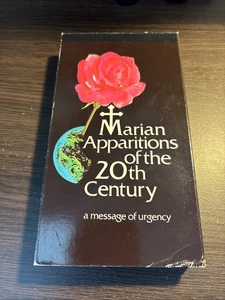 Marian
Apparitions
of the
20th
Century
a message of urgency